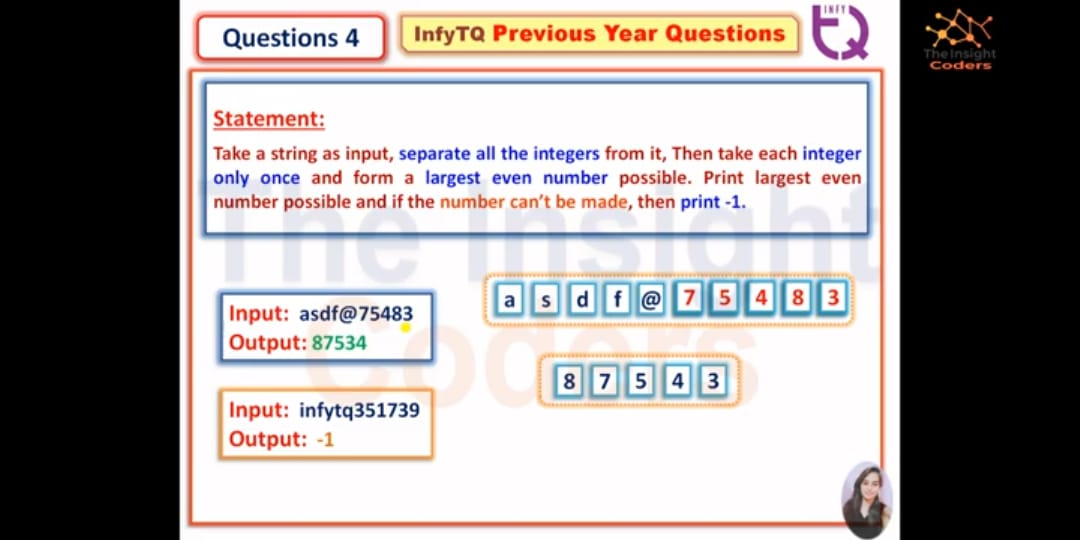 Questions 4
InfyTQ Previous Year Questions
INFY
TQ
The Insight
Coders
Statement:
Take a string as input, separate all the integers from it, Then take each integer
only once and form a largest even number possible. Print largest even
number possible and if the number can't be made, then print -1.
The Insight
Coders
Input: asdf@75483
Output: 87534
a s d f @ 7 5 4 8 3
8 7 5 4 3
Input: infytq351739
Output: -1